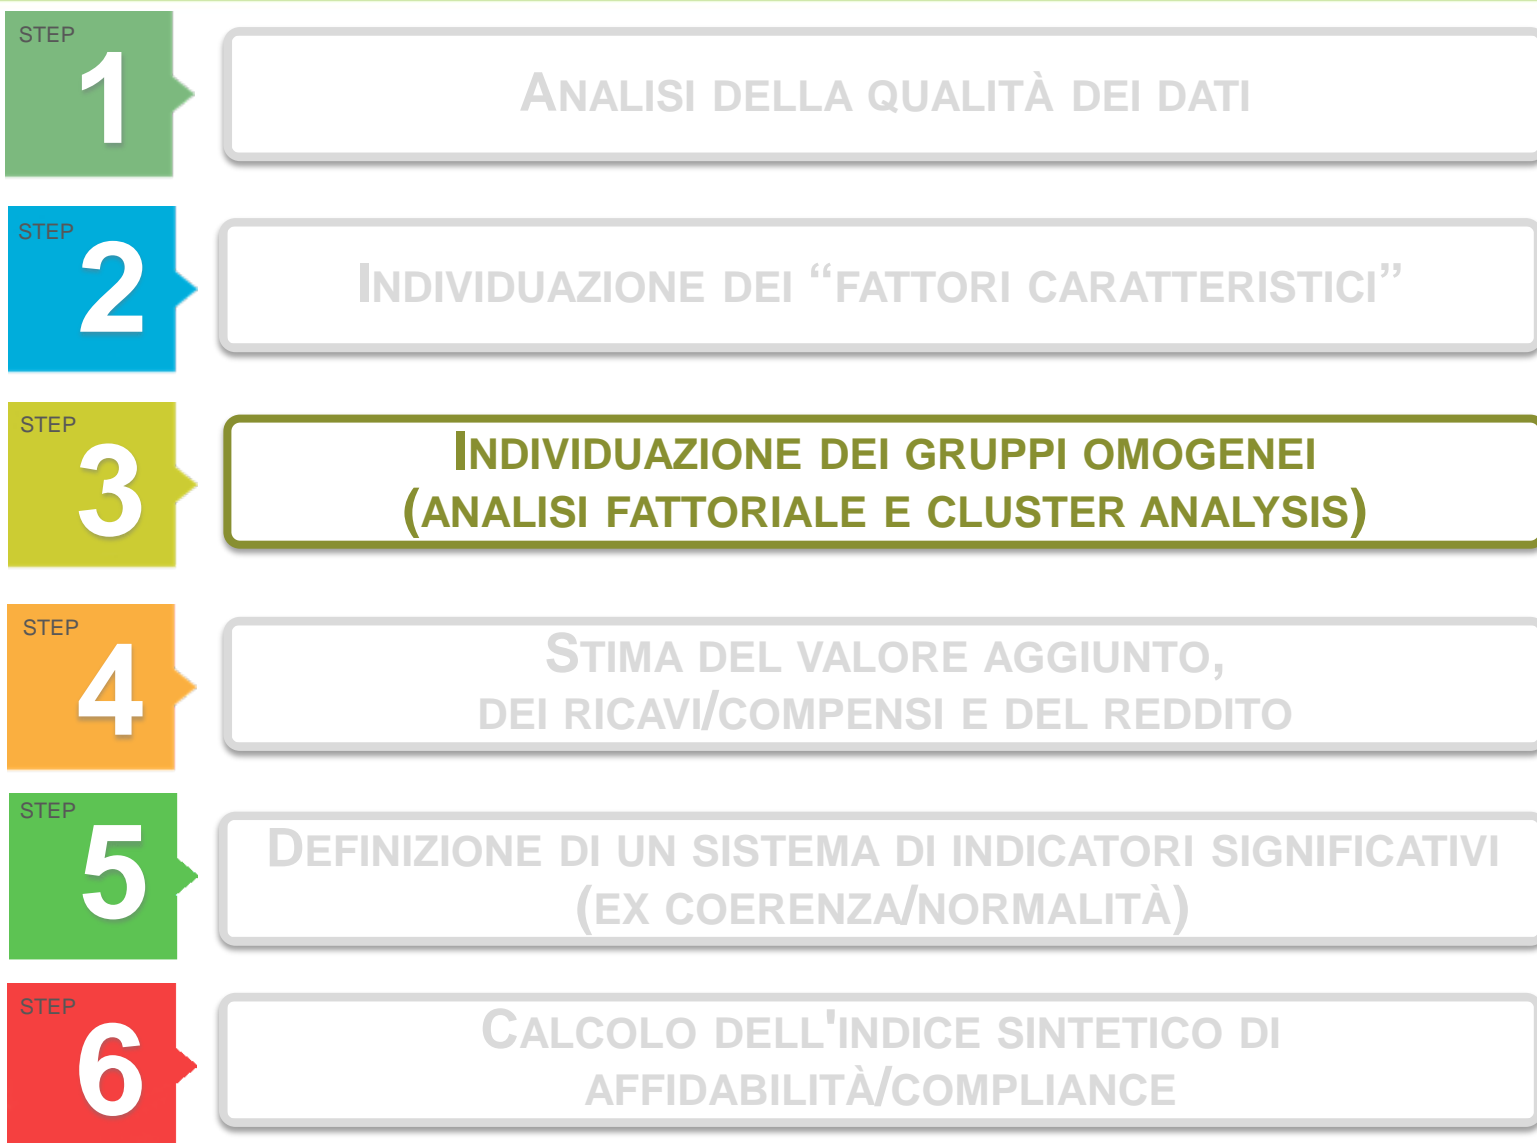 STEP
1
ANALISI DELLA QUALITÀ DEI DATI
STEP
2
INDIVIDUAZIONE DEI “FATTORI CARATTERISTICI”
STEP
3
INDIVIDUAZIONE DEI GRUPPI OMOGENEI
(ANALISI FATTORIALE E CLUSTER ANALYSIS)
STEP
4
STIMA DEL VALORE AGGIUNTO,
DEI RICAVI/COMPENSI E DEL REDDITO
STEP
5
DEFINIZIONE DI UN SISTEMA DI INDICATORI SIGNIFICATIVI
(EX COERENZA/NORMALITÀ)
STEP
6
CALCOLO DELL'INDICE SINTETICO DI
AFFIDABILITÀ/COMPLIANCE